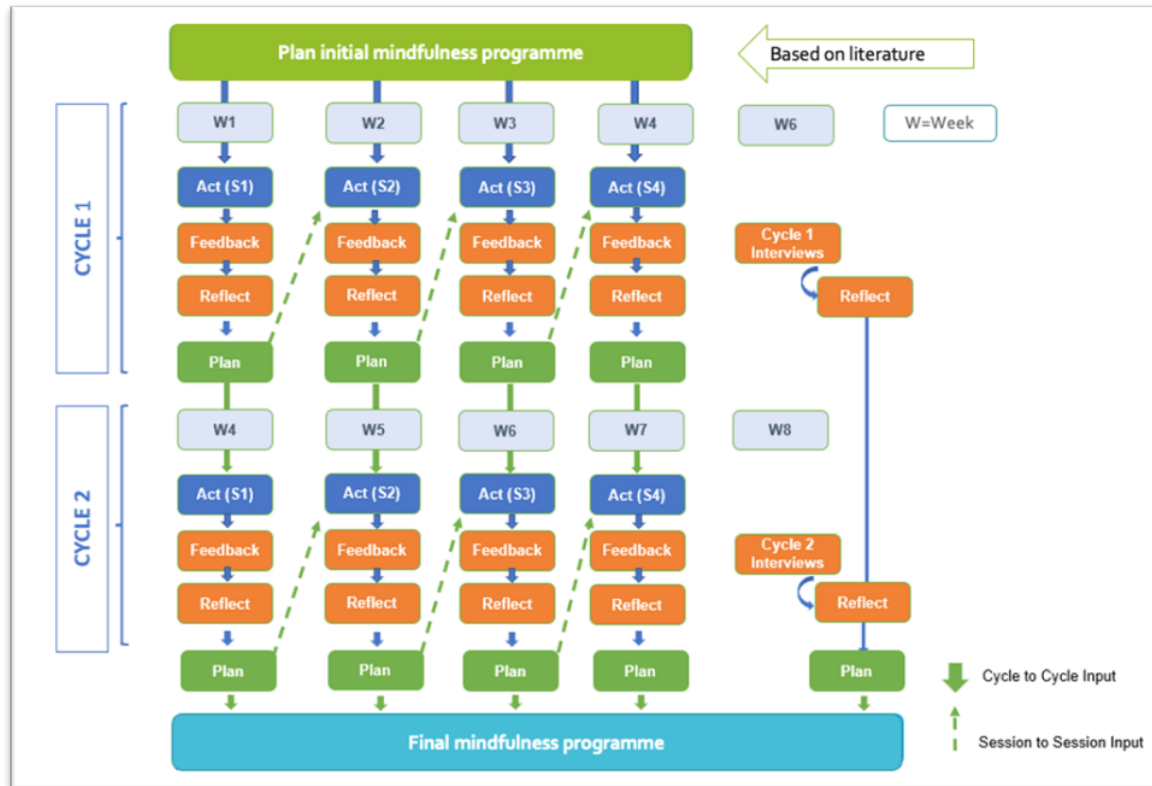 Plan initial mindfulness programme
Based on literature
CYCLE 1
W1
W2
W3
W4
W6
W=Week
Act (S1)
Act (S2)
Act (S3)
Act (S4)
Feedback
Feedback
Feedback
Feedback
Cycle 1
Interviews
Reflect
Reflect
Reflect
Reflect
Reflect
Plan
Plan
Plan
Plan
CYCLE 2
W4
W5
W6
W7
W8
Act (S1)
Act (S2)
Act (S3)
Act (S4)
Feedback
Feedback
Feedback
Feedback
Cycle 2
Interviews
Reflect
Reflect
Reflect
Reflect
Reflect
Plan
Plan
Plan
Plan
Plan
Cycle to Cycle Input
Session to Session Input
Final mindfulness programme